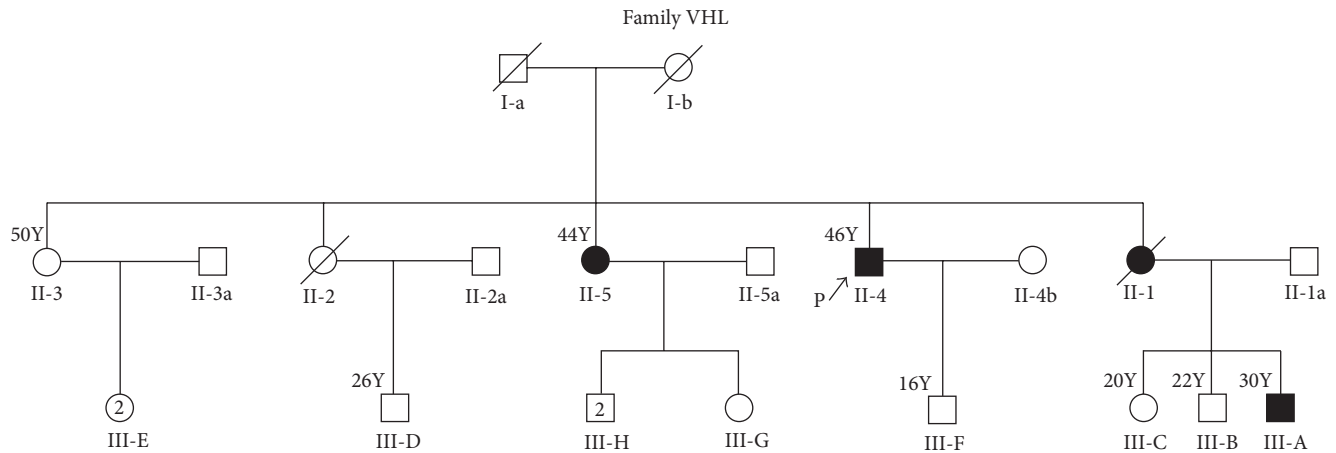 Family VHL
I-a
I-b
50Y
44Y
46Y
II-3
II-3a
II-2
II-2a
II-5
II-5a
P
II-4
II-4b
II-1
II-1a
26Y
16Y
20Y
22Y
30Y
2
2
III-E
III-D
III-H
III-G
III-F
III-C
III-B
III-A